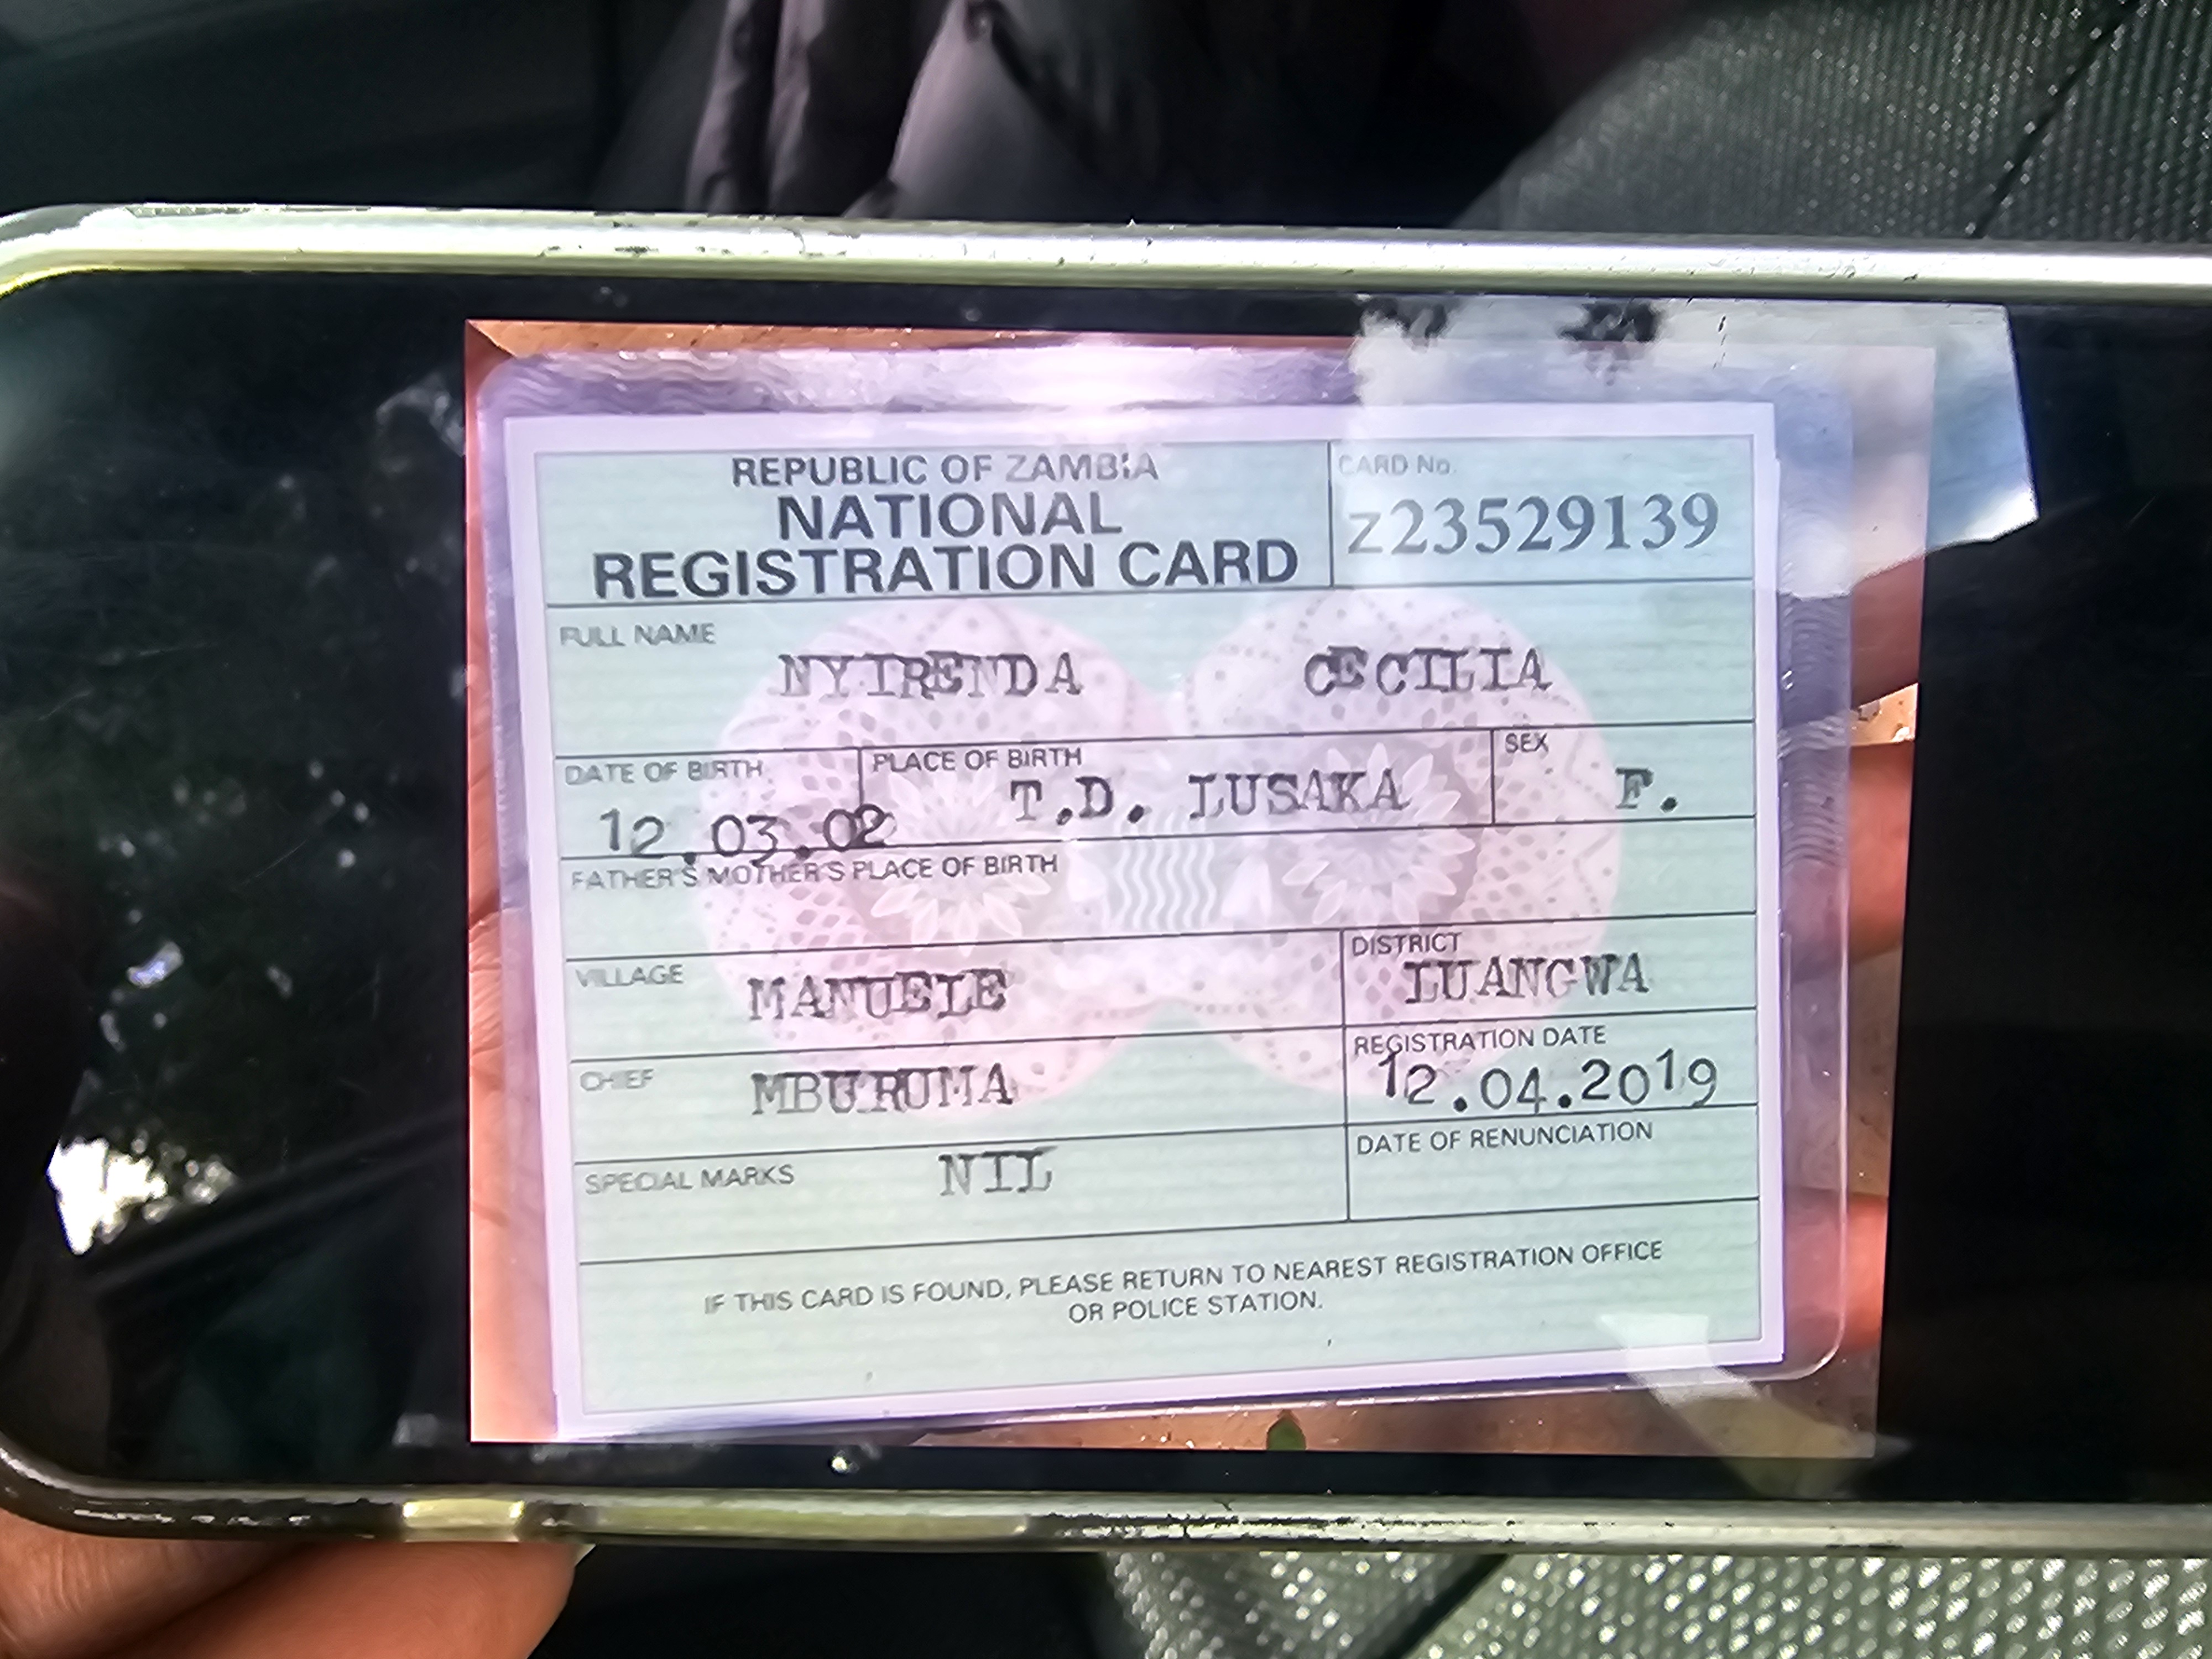 REPUBLIC OF ZAMBIA
NATIONAL
REGISTRATION CARD
CARD No.
Z23529139
FULL NAME
NYIRENDA CECILIA
DATE OF BIRTH
12.03.02
PLACE OF BIRTH
T.D. LUSAKA
SEX
F.
FATHER'S MOTHER'S PLACE OF BIRTH
VILLAGE
MANUELE
DISTRICT
LUANGWA
CHIEF
MBURUMA
REGISTRATION DATE
12.04.2019
SPECIAL MARKS
NIL
DATE OF RENUNCIATION
IF THIS CARD IS FOUND, PLEASE RETURN TO NEAREST REGISTRATION OFFICE
OR POLICE STATION.